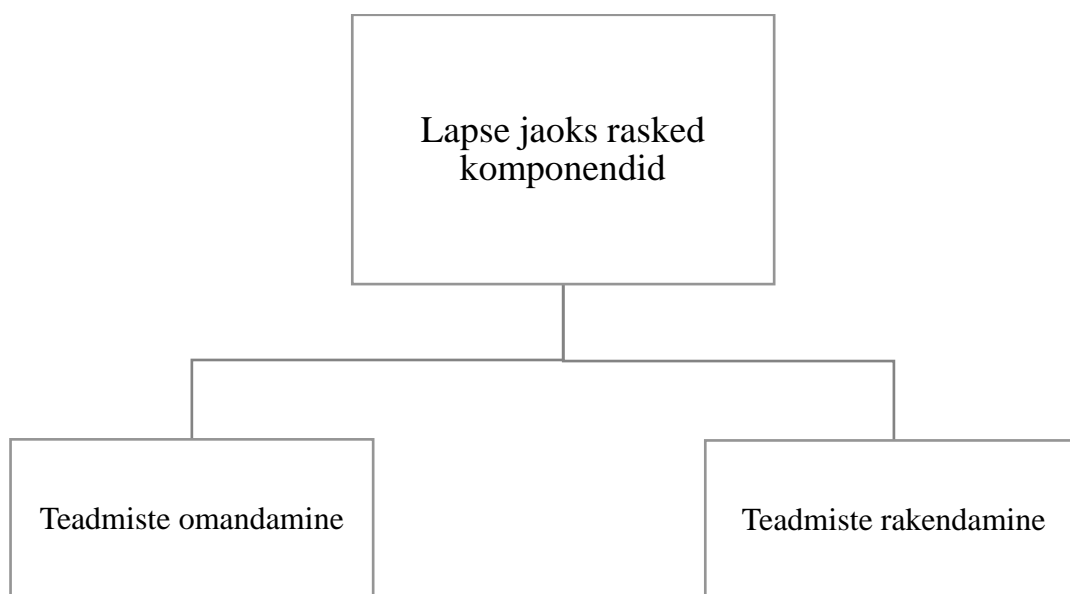 Lapse jaoks rasked
komponendid
Teadmiste omandamine
Teadmiste rakendamine